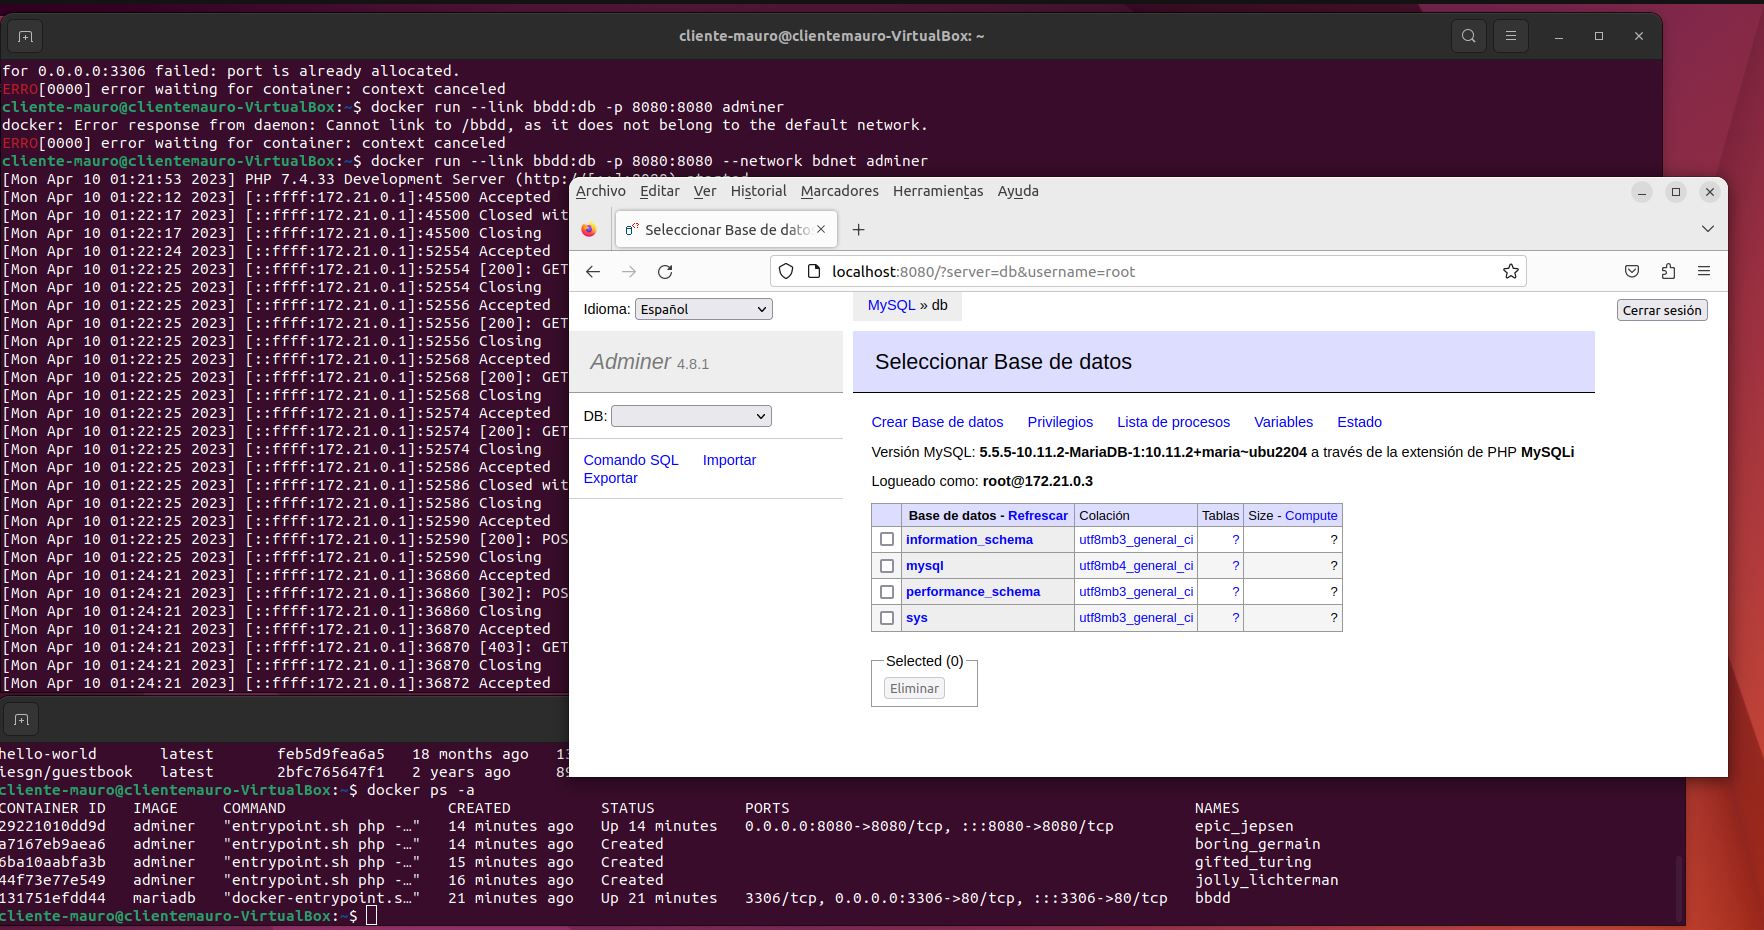 cliente-mauro@clientemauro-VirtualBox: ~
for 0.0.0.0:3306 failed: port is already allocated.
ERRO[0000] error waiting for container: context canceled
cliente-mauro@clientemauro-VirtualBox:~$ docker run --link bbdd:db -p 8080:8080 adminer
docker: Error response from daemon: Cannot link to /bbdd, as it does not belong to the default network.
ERRO[0000] error waiting for container: context canceled
cliente-mauro@clientemauro-VirtualBox:~$ docker run --link bbdd:db -p 8080:8080 --network bdnet adminer
[Mon Apr 10 01:21:53 2023] PHP 7.4.33 Development Server (http://[::]:8080) started
[Mon Apr 10 01:22:12 2023] [::ffff:172.21.0.1]:45500 Accepted
[Mon Apr 10 01:22:17 2023] [::ffff:172.21.0.1]:45500 Closed wit
[Mon Apr 10 01:22:17 2023] [::ffff:172.21.0.1]:45500 Closing
[Mon Apr 10 01:22:24 2023] [::ffff:172.21.0.1]:52554 Accepted
[Mon Apr 10 01:22:25 2023] [::ffff:172.21.0.1]:52554 [200]: GET
[Mon Apr 10 01:22:25 2023] [::ffff:172.21.0.1]:52554 Closing
[Mon Apr 10 01:22:25 2023] [::ffff:172.21.0.1]:52556 Accepted
[Mon Apr 10 01:22:25 2023] [::ffff:172.21.0.1]:52556 [200]: GET
[Mon Apr 10 01:22:25 2023] [::ffff:172.21.0.1]:52556 Closing
[Mon Apr 10 01:22:25 2023] [::ffff:172.21.0.1]:52568 Accepted
[Mon Apr 10 01:22:25 2023] [::ffff:172.21.0.1]:52568 [200]: GET
[Mon Apr 10 01:22:25 2023] [::ffff:172.21.0.1]:52568 Closing
[Mon Apr 10 01:22:25 2023] [::ffff:172.21.0.1]:52574 Accepted
[Mon Apr 10 01:22:25 2023] [::ffff:172.21.0.1]:52574 [200]: GET
[Mon Apr 10 01:22:25 2023] [::ffff:172.21.0.1]:52574 Closing
[Mon Apr 10 01:22:25 2023] [::ffff:172.21.0.1]:52586 Accepted
[Mon Apr 10 01:22:25 2023] [::ffff:172.21.0.1]:52586 Closed wit
[Mon Apr 10 01:22:25 2023] [::ffff:172.21.0.1]:52586 Closing
[Mon Apr 10 01:22:25 2023] [::ffff:172.21.0.1]:52590 Accepted
[Mon Apr 10 01:22:25 2023] [::ffff:172.21.0.1]:52590 [200]: POS
[Mon Apr 10 01:22:25 2023] [::ffff:172.21.0.1]:52590 Closing
[Mon Apr 10 01:24:21 2023] [::ffff:172.21.0.1]:36860 Accepted
[Mon Apr 10 01:24:21 2023] [::ffff:172.21.0.1]:36860 [302]: POS
[Mon Apr 10 01:24:21 2023] [::ffff:172.21.0.1]:36860 Closing
[Mon Apr 10 01:24:21 2023] [::ffff:172.21.0.1]:36870 Accepted
[Mon Apr 10 01:24:21 2023] [::ffff:172.21.0.1]:36870 [403]: GET
[Mon Apr 10 01:24:21 2023] [::ffff:172.21.0.1]:36870 Closing
[Mon Apr 10 01:24:21 2023] [::ffff:172.21.0.1]:36872 Accepted
Archivo Editar Ver Historial Marcadores Herramientas Ayuda
Seleccionar Base de dato
localhost:8080/?server=db&username=root
Idioma: Español
MySQL » db
Cerrar sesión
Adminer 4.8.1
Seleccionar Base de datos
DB:
Crear Base de datos Privilegios Lista de procesos Variables Estado
Comando SQL Importar
Exportar
Versión MySQL: 5.5.5-10.11.2-MariaDB-1:10.11.2+maria~ubu2204 a través de la extensión de PHP MySQLi
Logueado como: root@172.21.0.3
Base de datos - Refrescar Colación Tablas Size - Compute
information_schema utf8mb3_general_ci ? ?
mysql utf8mb4_general_ci ? ?
performance_schema utf8mb3_general_ci ? ?
sys utf8mb3_general_ci ? ?
Selected (0)
Eliminar
hello-world latest feb5d9fea6a5 18 months ago 13
iesgn/guestbook latest 2bfc765647f1 2 years ago 89
cliente-mauro@clientemauro-VirtualBox:~$ docker ps -a
CONTAINER ID IMAGE COMMAND CREATED STATUS PORTS NAMES
29221010dd9d adminer "entrypoint.sh php -…" 14 minutes ago Up 14 minutes 0.0.0.0:8080->8080/tcp, :::8080->8080/tcp epic_jepsen
a7167eb9aea6 adminer "entrypoint.sh php -…" 14 minutes ago Created boring_germain
6ba10aabfa3b adminer "entrypoint.sh php -…" 15 minutes ago Created gifted_turing
44f73e77e549 adminer "entrypoint.sh php -…" 16 minutes ago Created jolly_lichterman
131751efdd44 mariadb "docker-entrypoint.s…" 21 minutes ago Up 21 minutes 3306/tcp, 0.0.0.0:3306->80/tcp, :::3306->80/tcp bbdd
cliente-mauro@clientemauro-VirtualBox:~$